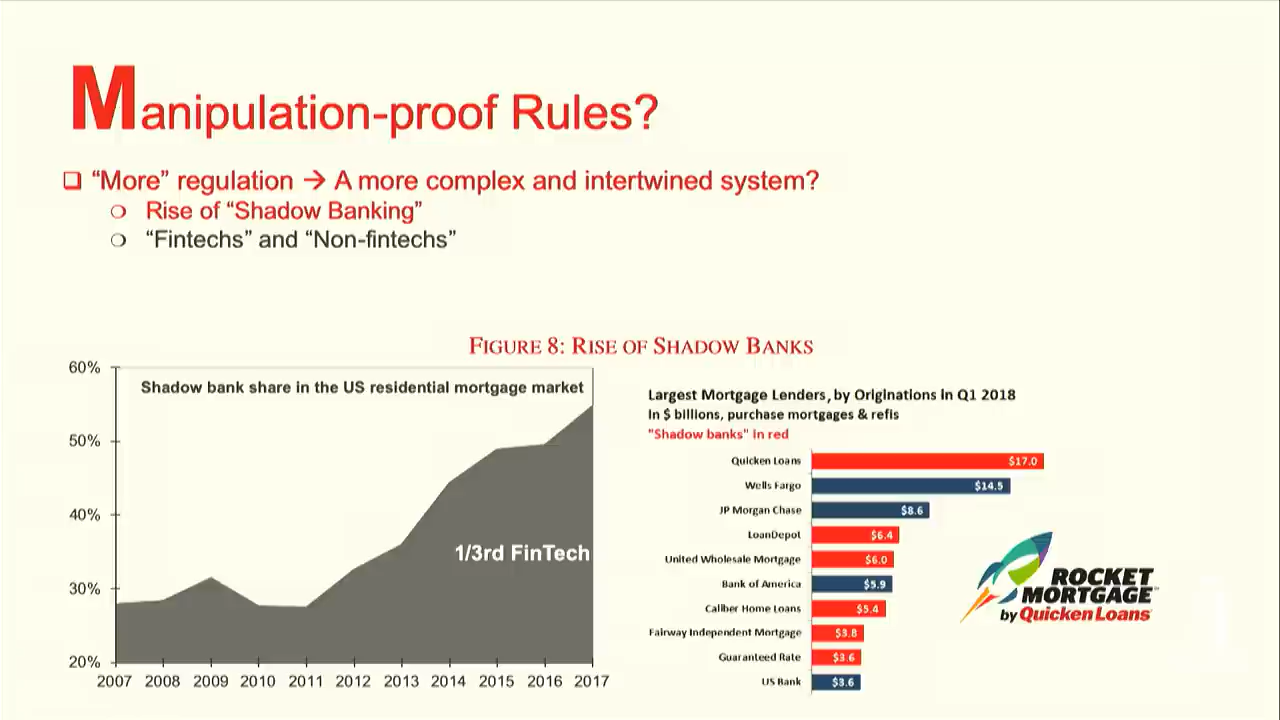 Manipulation-proof Rules?
“More” regulation → A more complex and intertwined system?
Rise of “Shadow Banking”
“Fintechs” and “Non-fintechs”
FIGURE 8: RISE OF SHADOW BANKS
Shadow bank share in the US residential mortgage market
60%
50%
40%
30%
20%
1/3rd FinTech
2007 2008 2009 2010 2011 2012 2013 2014 2015 2016 2017
Largest Mortgage Lenders, by Originations in Q1 2018
In $ billions, purchase mortgages & refis
"Shadow banks" in red
Quicken Loans $17.0
Wells Fargo $14.5
JP Morgan Chase $8.6
LoanDepot $6.4
United Wholesale Mortgage $6.0
Bank of America $5.9
Caliber Home Loans $5.4
Fairway Independent Mortgage $3.8
Guaranteed Rate $3.6
US Bank $3.6
ROCKET
MORTGAGE
by Quicken Loans